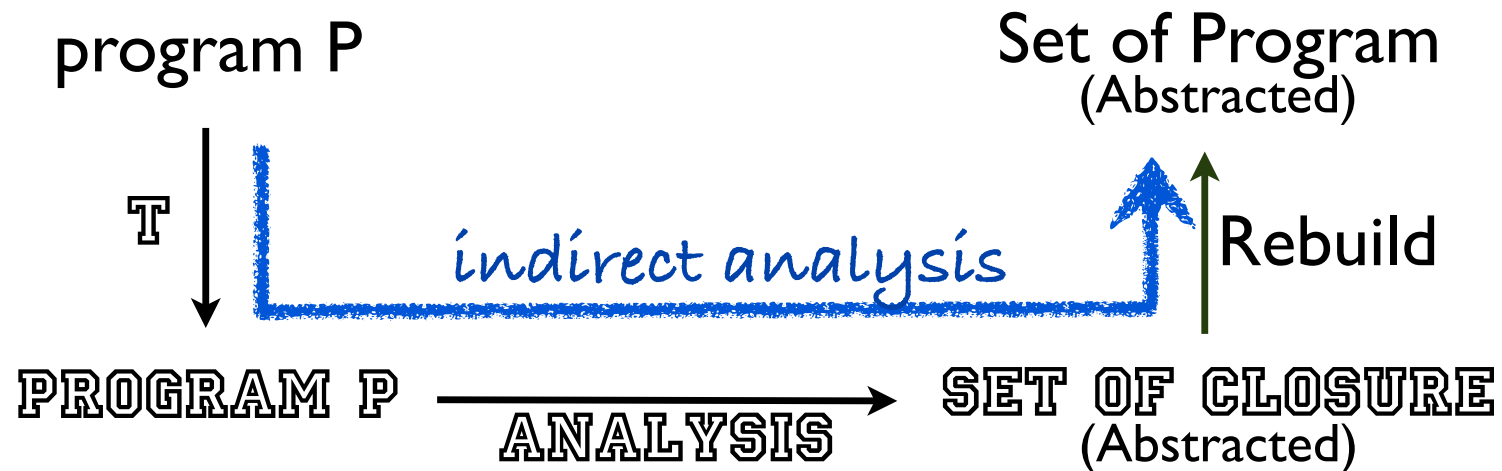 program P
Set of Program
(Abstracted)
T
indirect analysis
Rebuild
PROGRAM P
ANALYSIS
SET OF CLOSURE
(Abstracted)